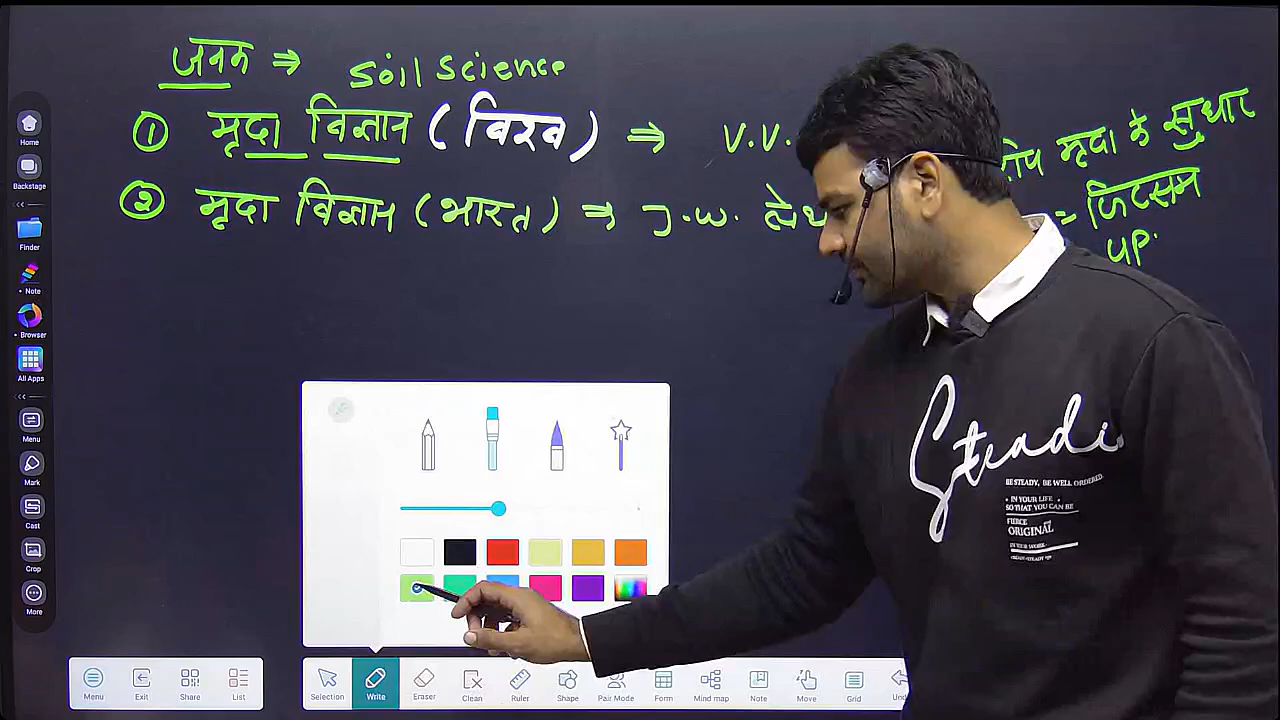 जनक ⇒ Soil Science
① मृदा विज्ञान (विश्व) ⇒ V.V.
मृदा के सुधार
② मृदा विज्ञान (भारत) ⇒ J.W.
= जिप्सम
UP.
Home
Backstage
Finder
Note
Browser
All Apps
Menu
Mark
Cast
Crop
More
Steadi
BE STEADY, BE WELL ORDERED
IN YOUR LIFE
SO THAT YOU CAN BE
FIERCE
ORIGINAL
IN YOUR WORK
Menu Exit Share List
Selection Write Eraser Clean Ruler Shape Pair Mode Form Mind map Note Move Grid Und